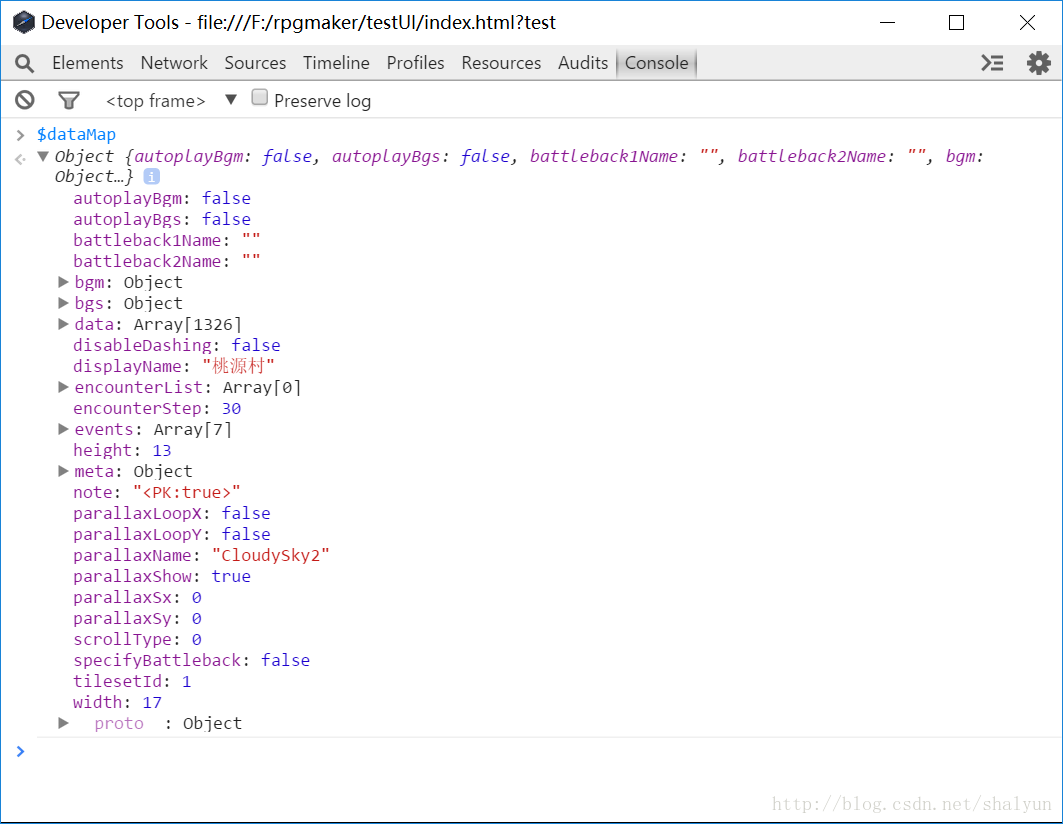 Developer Tools - file:///F:/rpgmaker/testUI/index.html?test
Elements Network Sources Timeline Profiles Resources Audits Console
<top frame> ▼ Preserve log
> $dataMap
Object {autoplayBgm: false, autoplayBgs: false, battleback1Name: "", battleback2Name: "", bgm:
Object…} i
autoplayBgm: false
autoplayBgs: false
battleback1Name: ""
battleback2Name: ""
bgm: Object
bgs: Object
data: Array[1326]
disableDashing: false
displayName: "桃源村"
encounterList: Array[0]
encounterStep: 30
events: Array[7]
height: 13
meta: Object
note: "<PK:true>"
parallaxLoopX: false
parallaxLoopY: false
parallaxName: "CloudySky2"
parallaxShow: true
parallaxSx: 0
parallaxSy: 0
scrollType: 0
specifyBattleback: false
tilesetId: 1
width: 17
proto : Object
>
http://blog.csdn.net/shalyun